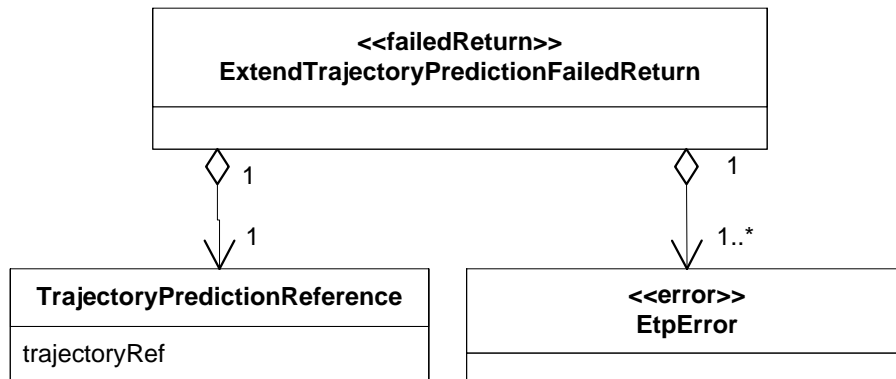 <<failedReturn>>
ExtendTrajectoryPredictionFailedReturn
1
1
1
1..*
TrajectoryPredictionReference
trajectoryRef
<<error>>
EtpError